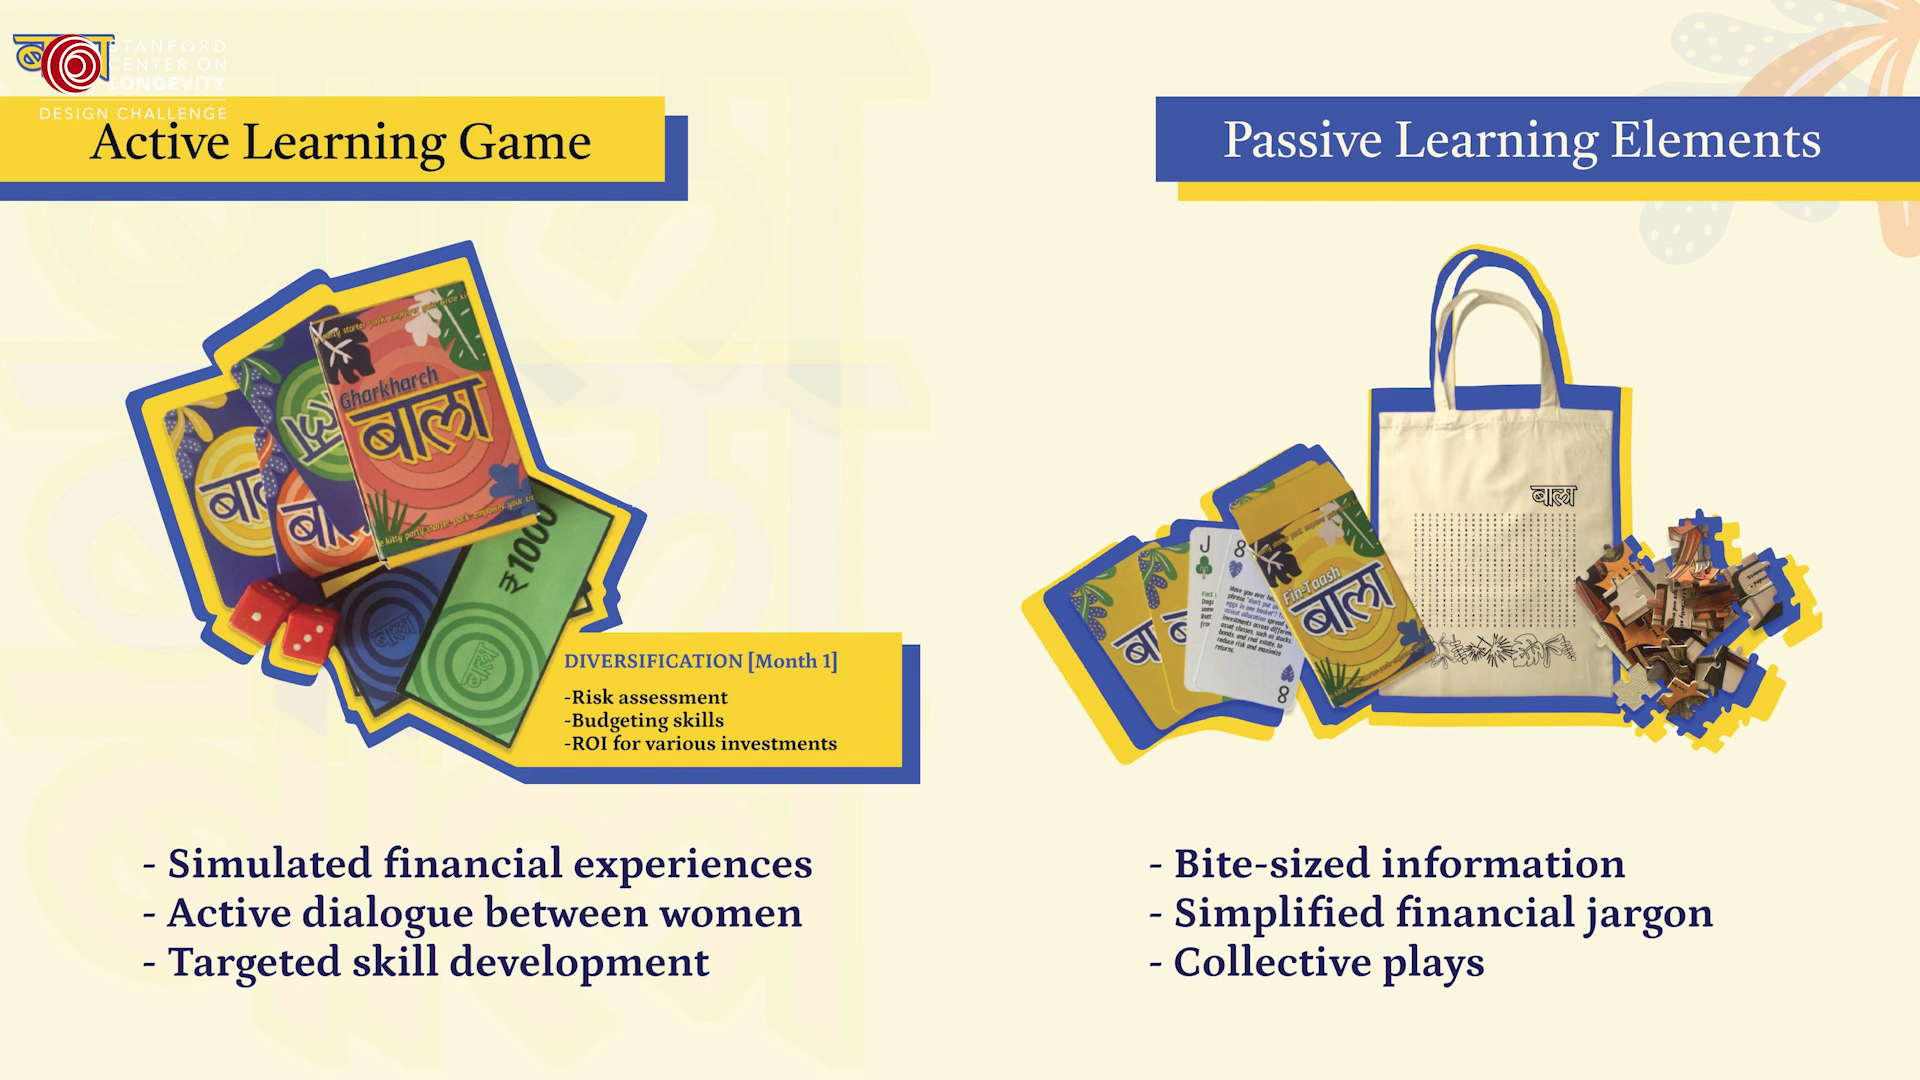 STANFORD
CENTER ON
LONGEVITY
DESIGN CHALLENGE
Active Learning Game
Gharkharch
बाला
बाला
₹1000
बाला
बाला
DIVERSIFICATION [Month 1]
-Risk assessment
-Budgeting skills
-ROI for various investments
- Simulated financial experiences
- Active dialogue between women
- Targeted skill development
Passive Learning Elements
बाला
J
8
Fin-Taash
बाला
8
- Bite-sized information
- Simplified financial jargon
- Collective plays